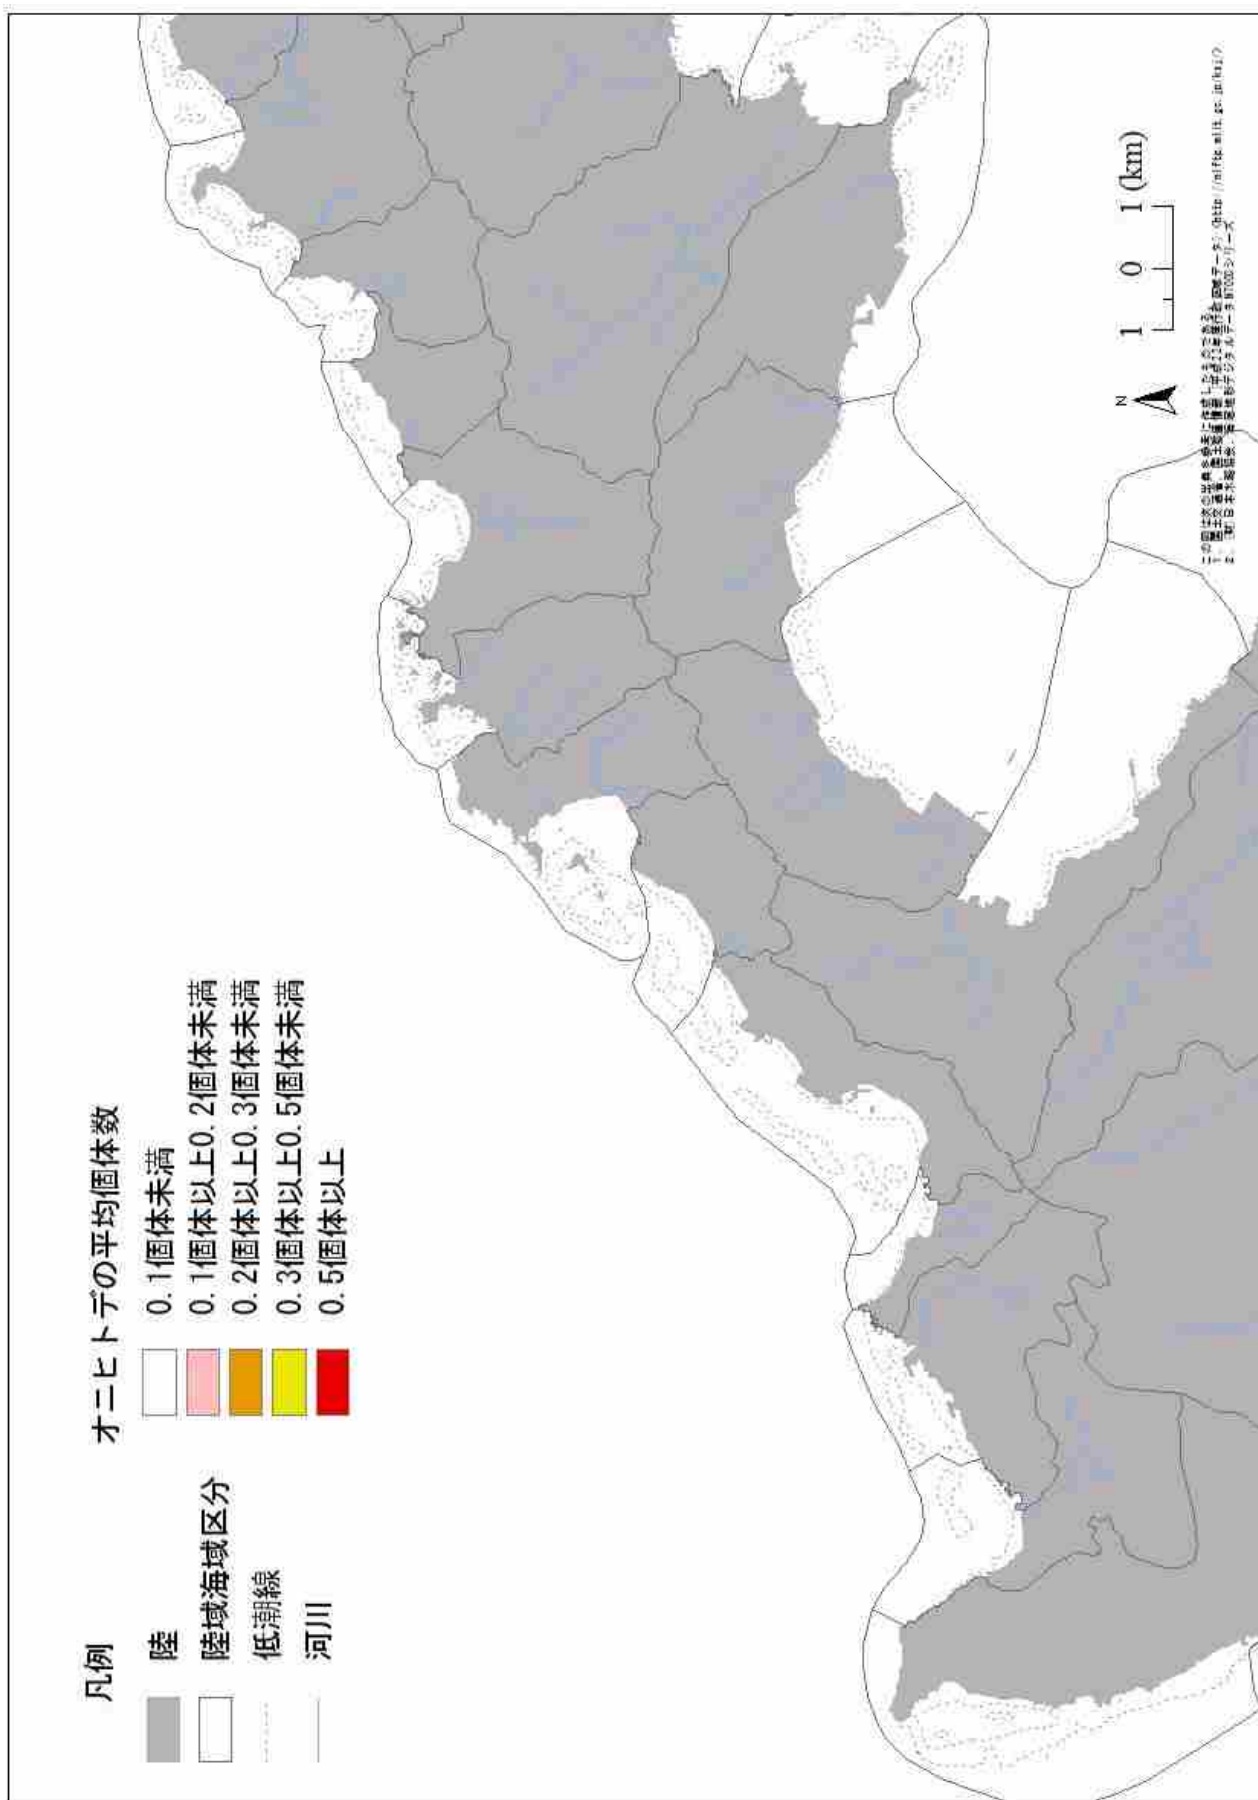 凡例
陸
陸域海域区分
低潮線
河川
オニヒトデの平均個体数
0.1個体未満
0.1個体以上0.2個体未満
0.2個体以上0.3個体未満
0.3個体以上0.5個体未満
0.5個体以上
N
1 0 1 (km)